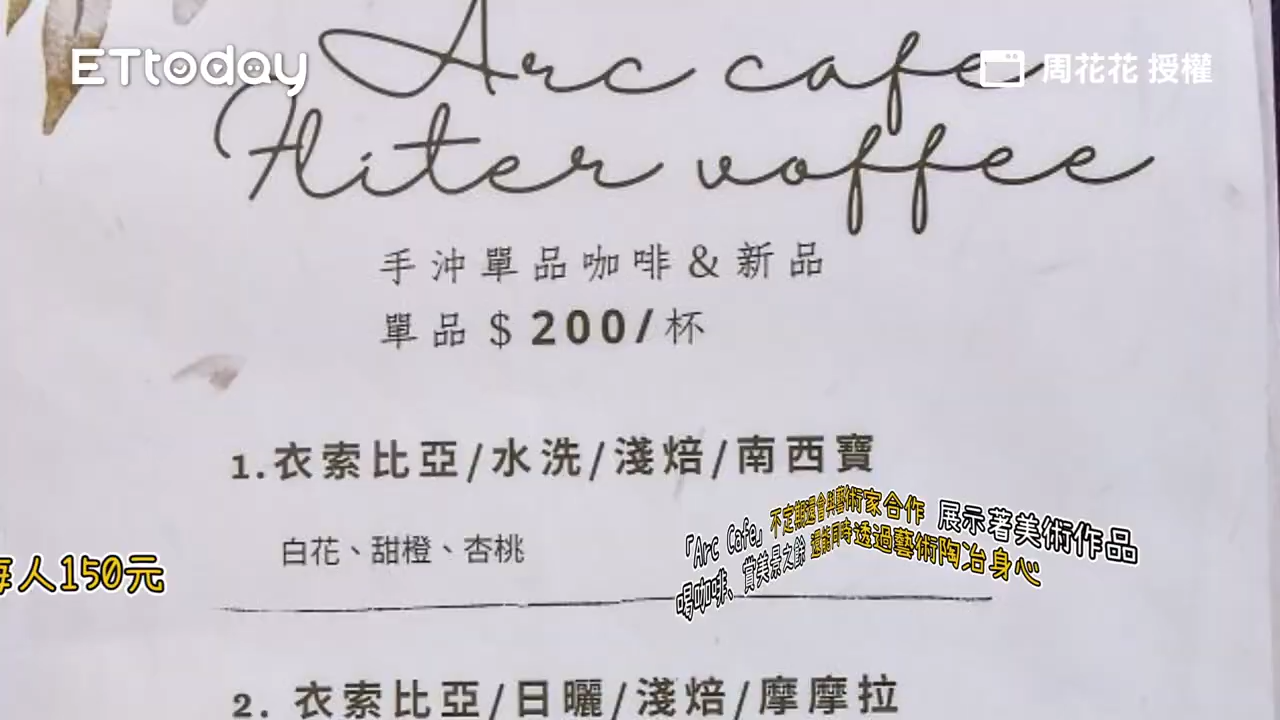 ETtoday
周花花 授權
Arc cafe
Fliter voffee
手沖單品咖啡&新品
單品$200/杯
1.衣索比亞/水洗/淺焙/南西寶
白花、甜橙、杏桃
「Arc Cafe」不定期還會與藝術家合作 展示著美術作品
喝咖啡、賞美景之餘 還能同時透過藝術陶冶身心
每人150元
2. 衣索比亞/日曬/淺焙/摩摩拉